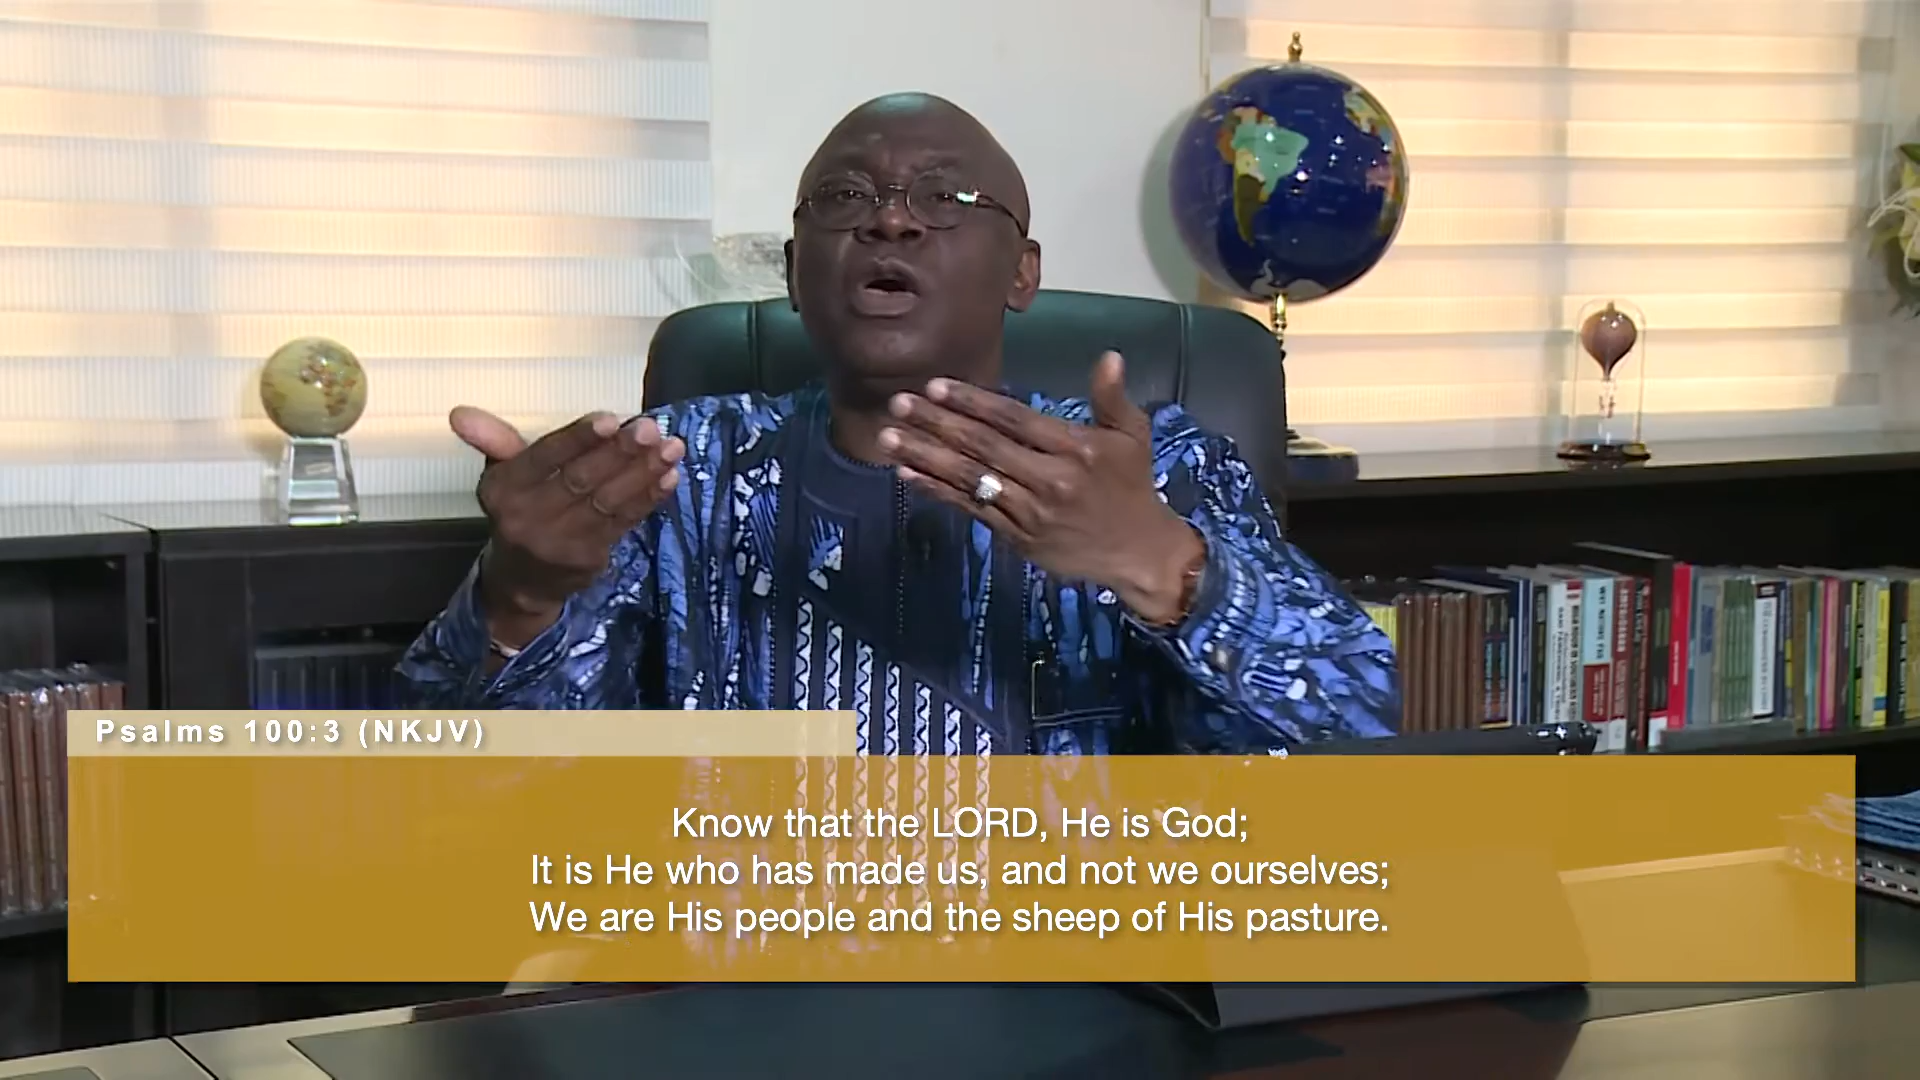 Psalms 100:3 (NKJV)
Know that the LORD, He is God;
It is He who has made us, and not we ourselves;
We are His people and the sheep of His pasture.